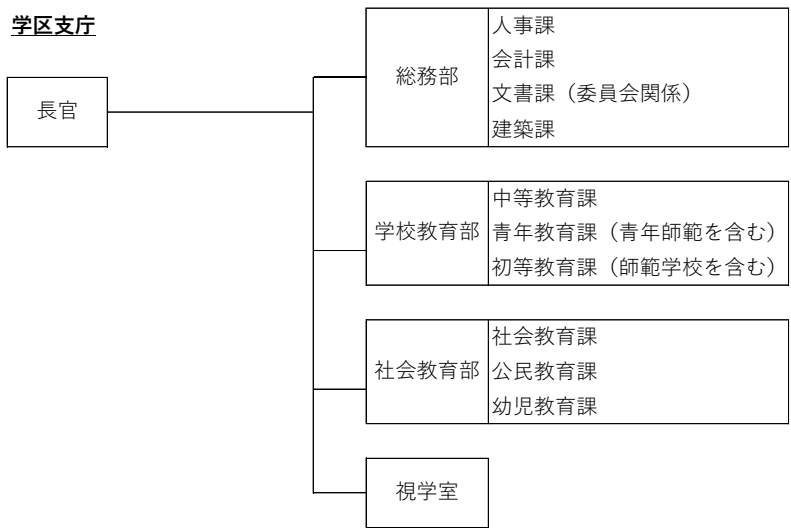 学区支庁
長官
総務部
人事課
会計課
文書課（委員会関係）
建築課
学校教育部
中等教育課
青年教育課（青年師範を含む）
初等教育課（師範学校を含む）
社会教育部
社会教育課
公民教育課
幼児教育課
視学室